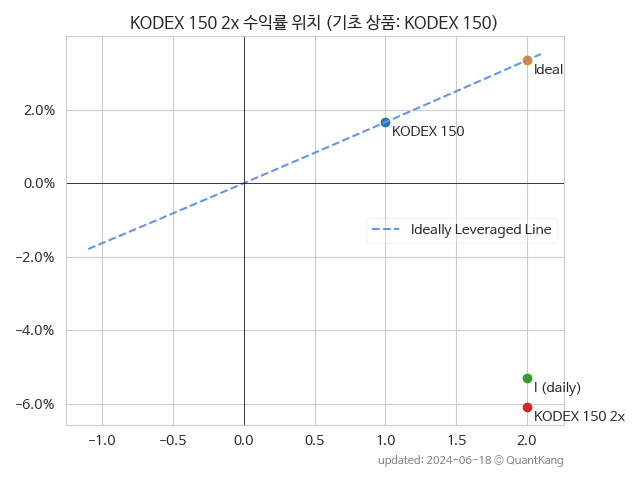 KODEX 150 2x 수익률 위치 (기초 상품: KODEX 150)
Ideal
2.0%
KODEX 150
0.0%
Ideally Leveraged Line
−2.0%
−4.0%
I (daily)
−6.0%
KODEX 150 2x
−1.0 −0.5 0.0 0.5 1.0 1.5 2.0
updated: 2024-06-18 © QuantKang